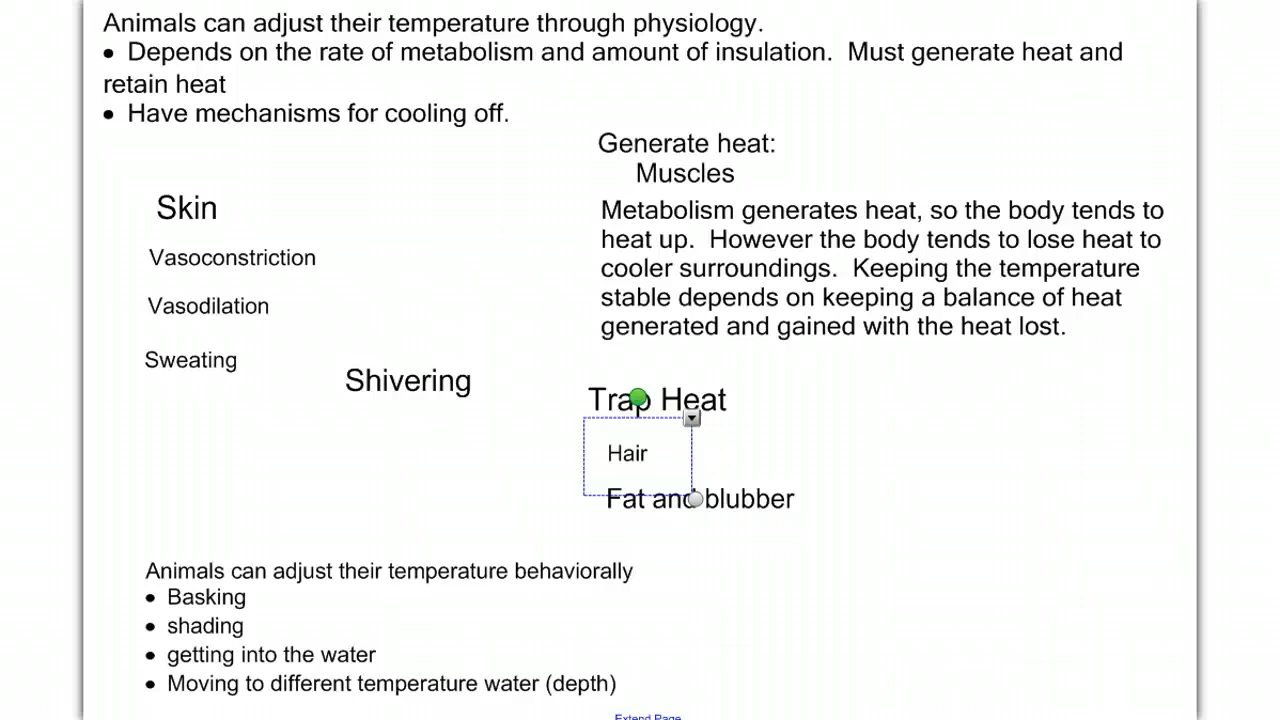 Animals can adjust their temperature through physiology.
• Depends on the rate of metabolism and amount of insulation. Must generate heat and
retain heat
• Have mechanisms for cooling off.
Generate heat:
Muscles
Skin
Metabolism generates heat, so the body tends to
heat up. However the body tends to lose heat to
cooler surroundings. Keeping the temperature
stable depends on keeping a balance of heat
generated and gained with the heat lost.
Vasoconstriction
Vasodilation
Sweating
Shivering
Trap Heat
Hair
Fat and blubber
Animals can adjust their temperature behaviorally
• Basking
• shading
• getting into the water
• Moving to different temperature water (depth)
Extend Page